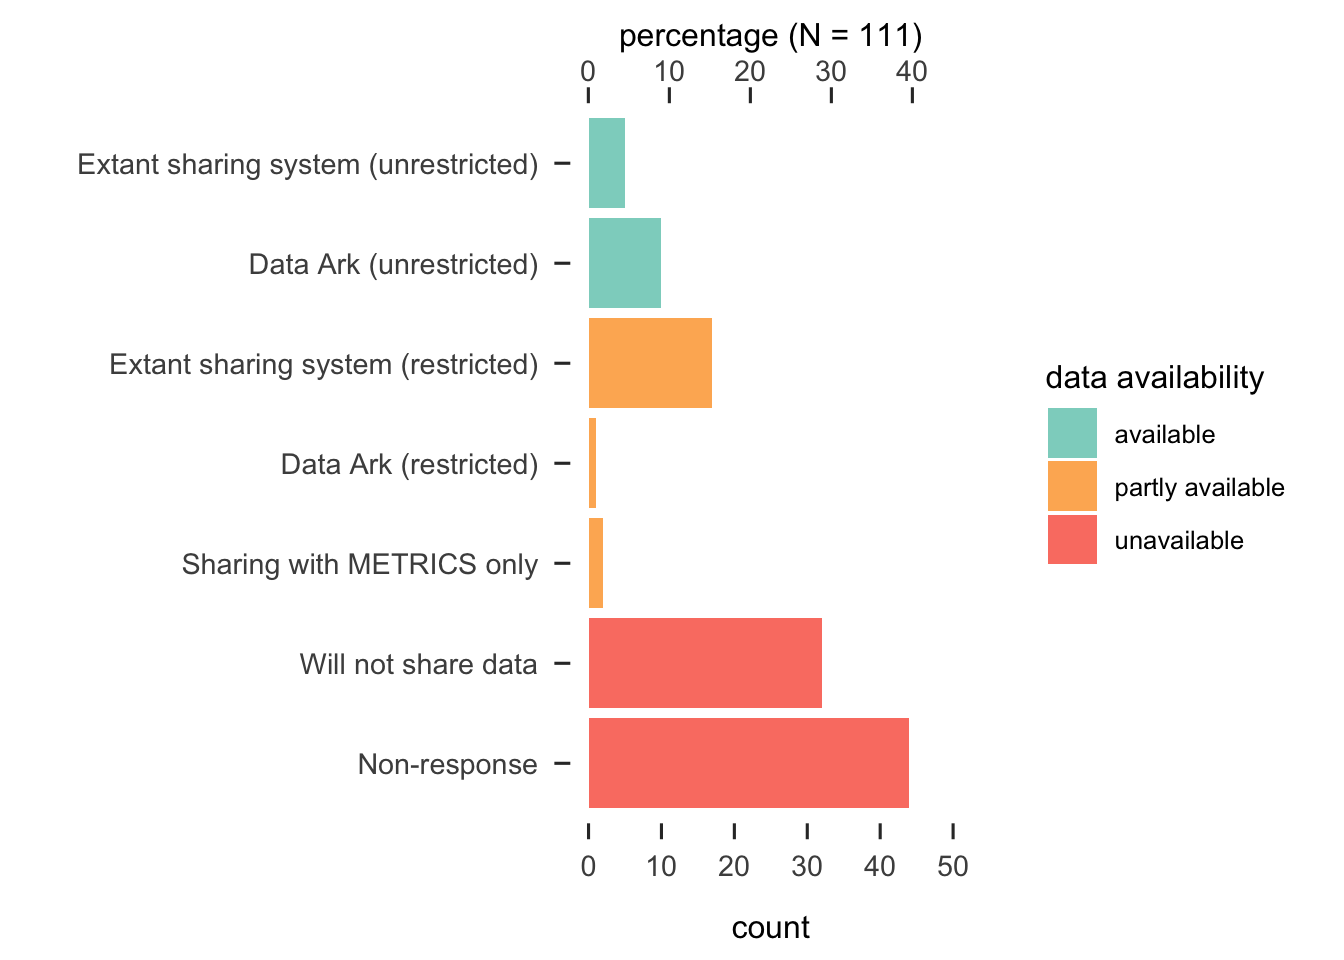 percentage (N = 111)
0 10 20 30 40
Extant sharing system (unrestricted)
Data Ark (unrestricted)
Extant sharing system (restricted)
Data Ark (restricted)
Sharing with METRICS only
Will not share data
Non-response
0 10 20 30 40 50
count
data availability
available
partly available
unavailable